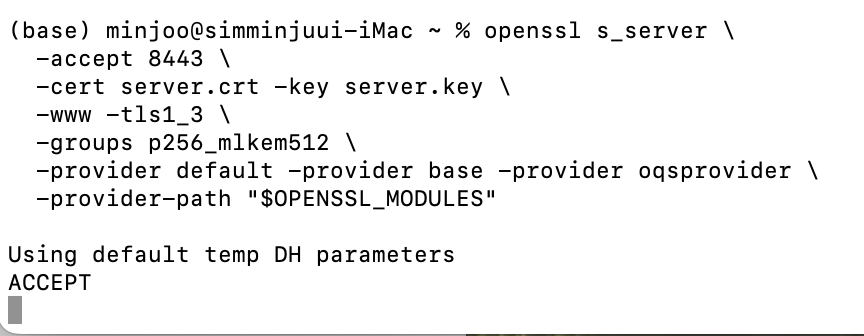 (base) minjoo@simminjuui-iMac ~ % openssl s_server \
-accept 8443 \
-cert server.crt -key server.key \
-www -tls1_3 \
-groups p256_mlkem512 \
-provider default -provider base -provider oqsprovider \
-provider-path "$OPENSSL_MODULES"
Using default temp DH parameters
ACCEPT